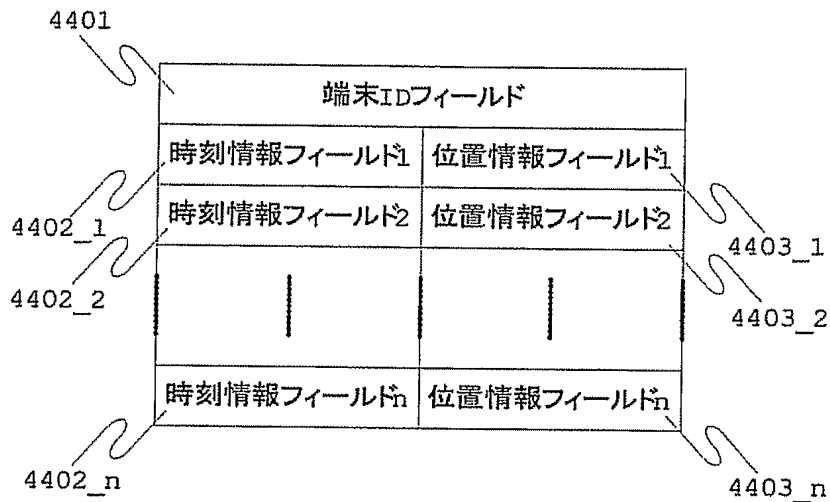 4401
端末IDフィールド
時刻情報フィールド1 位置情報フィールド1
4402_1
4403_1
時刻情報フィールド2 位置情報フィールド2
4402_2
4403_2
時刻情報フィールドn 位置情報フィールドn
4402_n
4403_n